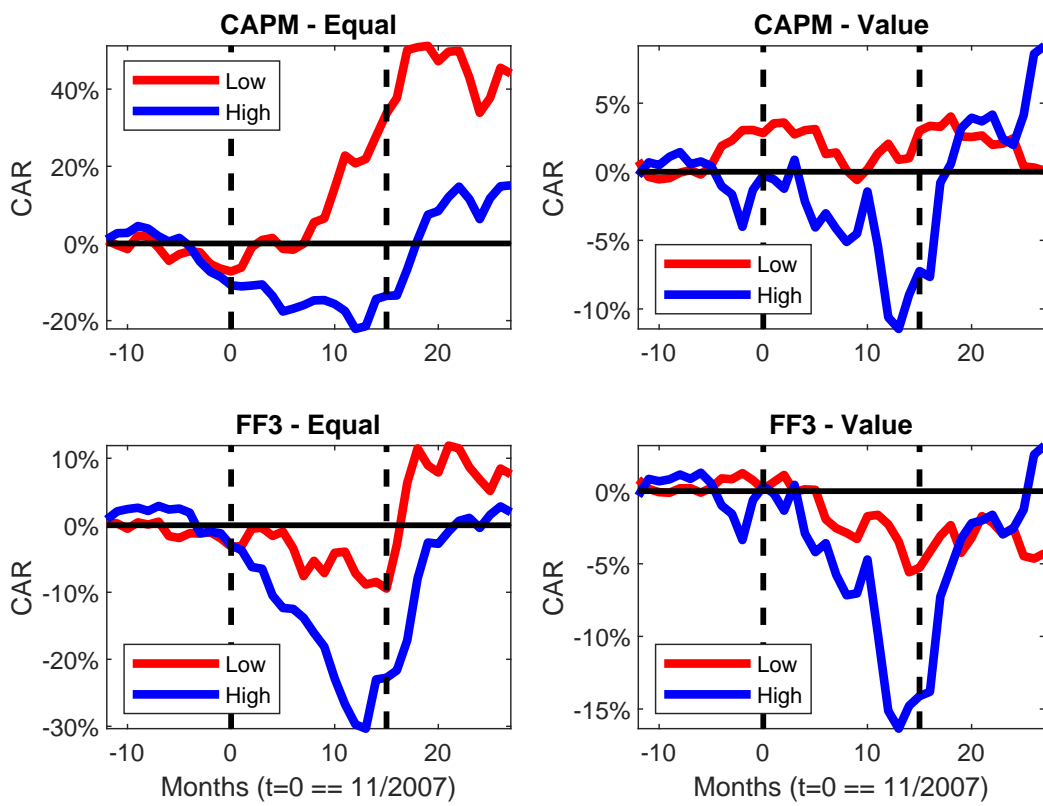 CAPM - Equal
CAR
40%
20%
0%
-20%
Low
High
-10
0
10
20
CAPM - Value
CAR
5%
0%
-5%
-10%
Low
High
-10
0
10
20
FF3 - Equal
CAR
10%
0%
-10%
-20%
-30%
Low
High
-10
0
10
20
Months (t=0 == 11/2007)
FF3 - Value
CAR
0%
-5%
-10%
-15%
Low
High
-10
0
10
20
Months (t=0 == 11/2007)